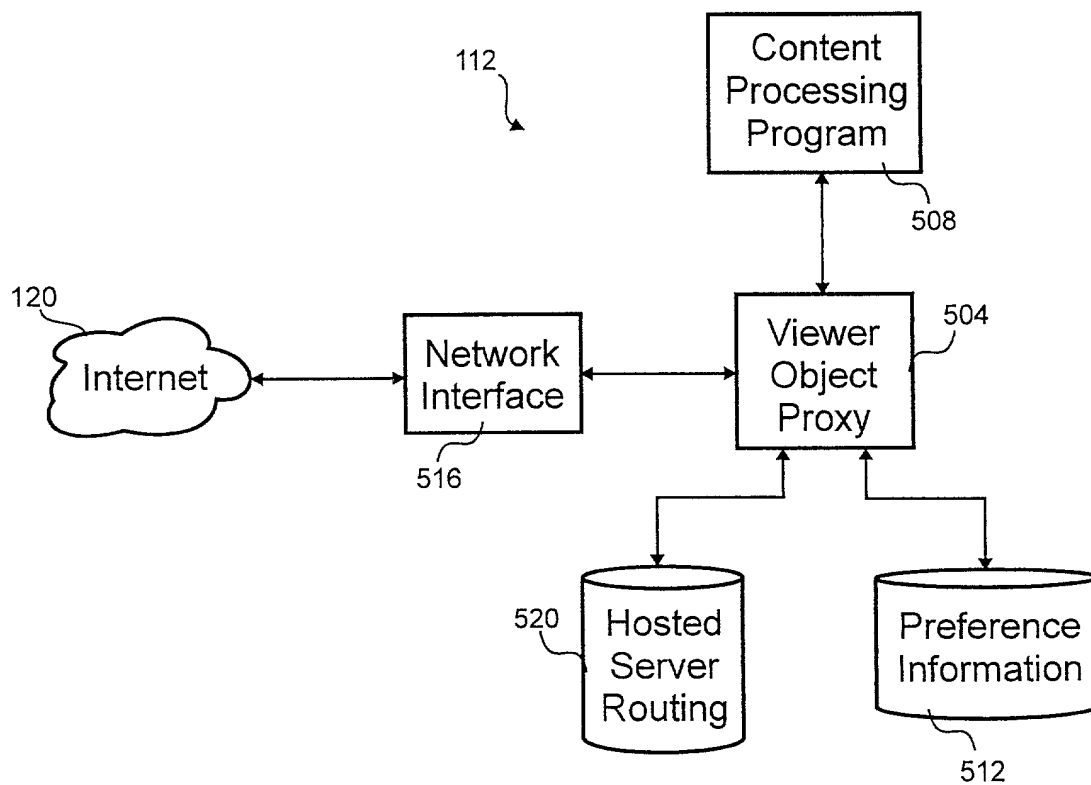 Content
Processing
Program
112
508
120
Internet
Network
Interface
516
Viewer
Object
Proxy
504
520
Hosted
Server
Routing
Preference
Information
512